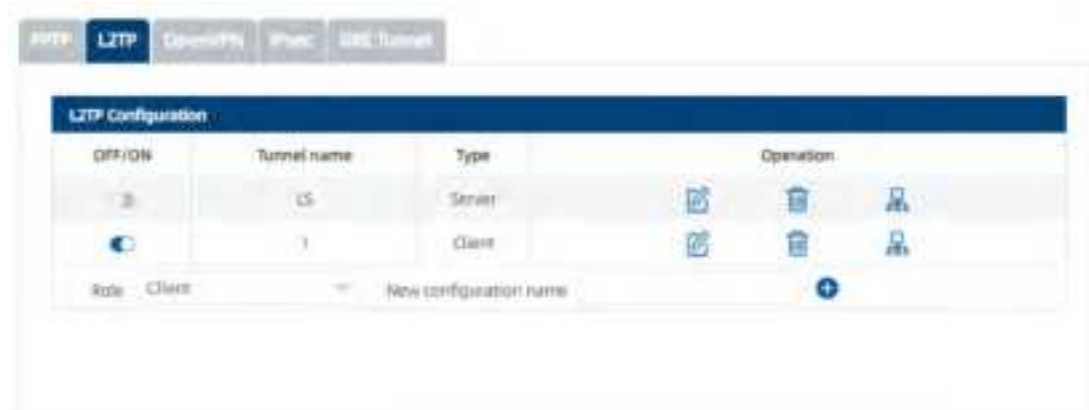 PPTP L2TP OpenVPN IPsec GRE Tunnel
L2TP Configuration
OFF/ON Tunnel name Type Operation
LS Server
1 Client
Role Client New configuration name